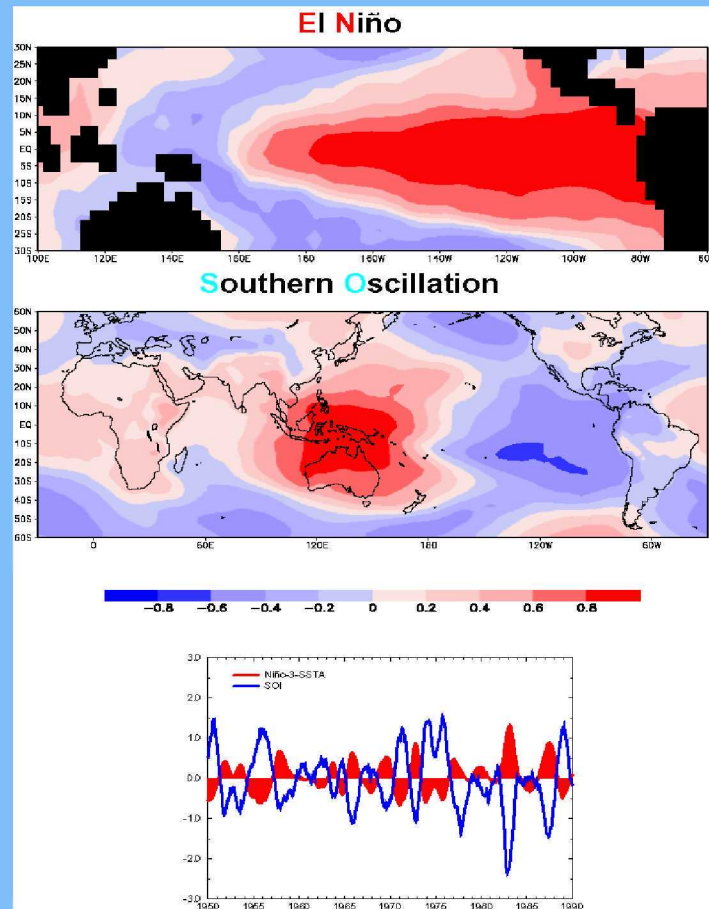 El Niño
30N
25N
20N
15N
10N
5N
EQ
5S
10S
15S
20S
25S
30S
100E 120E 140E 160E 180 160W 140W 120W 100W 80W 60
Southern Oscillation
60N
50N
40N
30N
20N
10N
EQ
10S
20S
30S
40S
50S
60S
0 60E 120E 180 120W 60W
-0.8 -0.6 -0.4 -0.2 0 0.2 0.4 0.6 0.8
3.0
2.0
1.0
0.0
-1.0
-2.0
-3.0
Niño-3-SSTA
SOI
1950 1955 1960 1965 1970 1975 1980 1985 1990